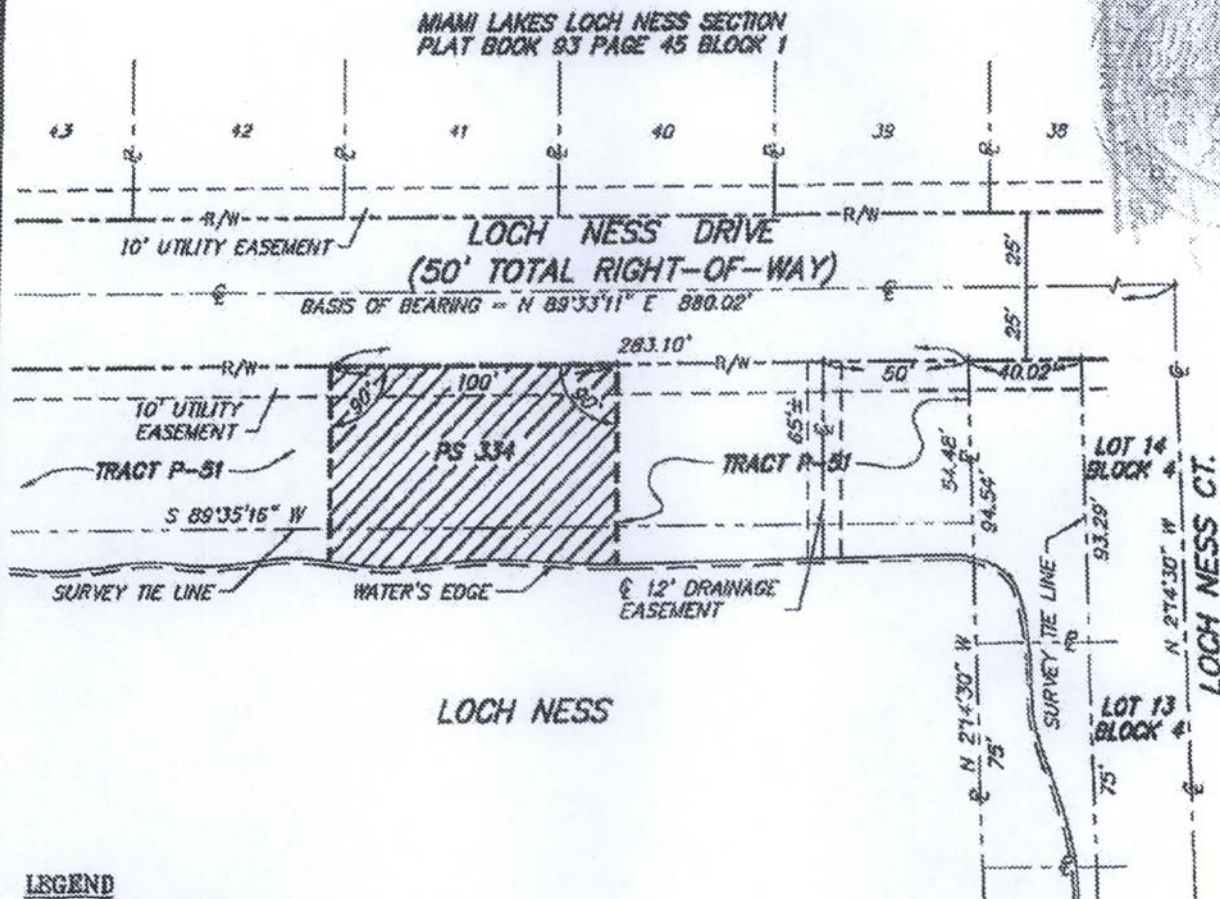 MIAMI LAKES LOCH NESS SECTION
PLAT BOOK 93 PAGE 45 BLOCK 1
43
42
41
40
39
38
R/W
R/W
10' UTILITY EASEMENT
LOCH NESS DRIVE
(50' TOTAL RIGHT-OF-WAY)
25'
BASIS OF BEARING = N 89°33'11" E 880.02'
25'
283.10'
R/W
R/W
100'
50'
40.02'
90°
90°
10' UTILITY
EASEMENT
65'±
PS 334
TRACT P-51
TRACT P-51
54.48'
94.54'
LOT 14
BLOCK 4
93.29'
S 89°35'16" W
N 2°14'30" W
LOCH NESS CT.
SURVEY TIE LINE
WATER'S EDGE
12' DRAINAGE
EASEMENT
SURVEY TIE LINE
N 2°14'30" W
75'
LOCH NESS
LOT 13
BLOCK 4
75'
LEGEND